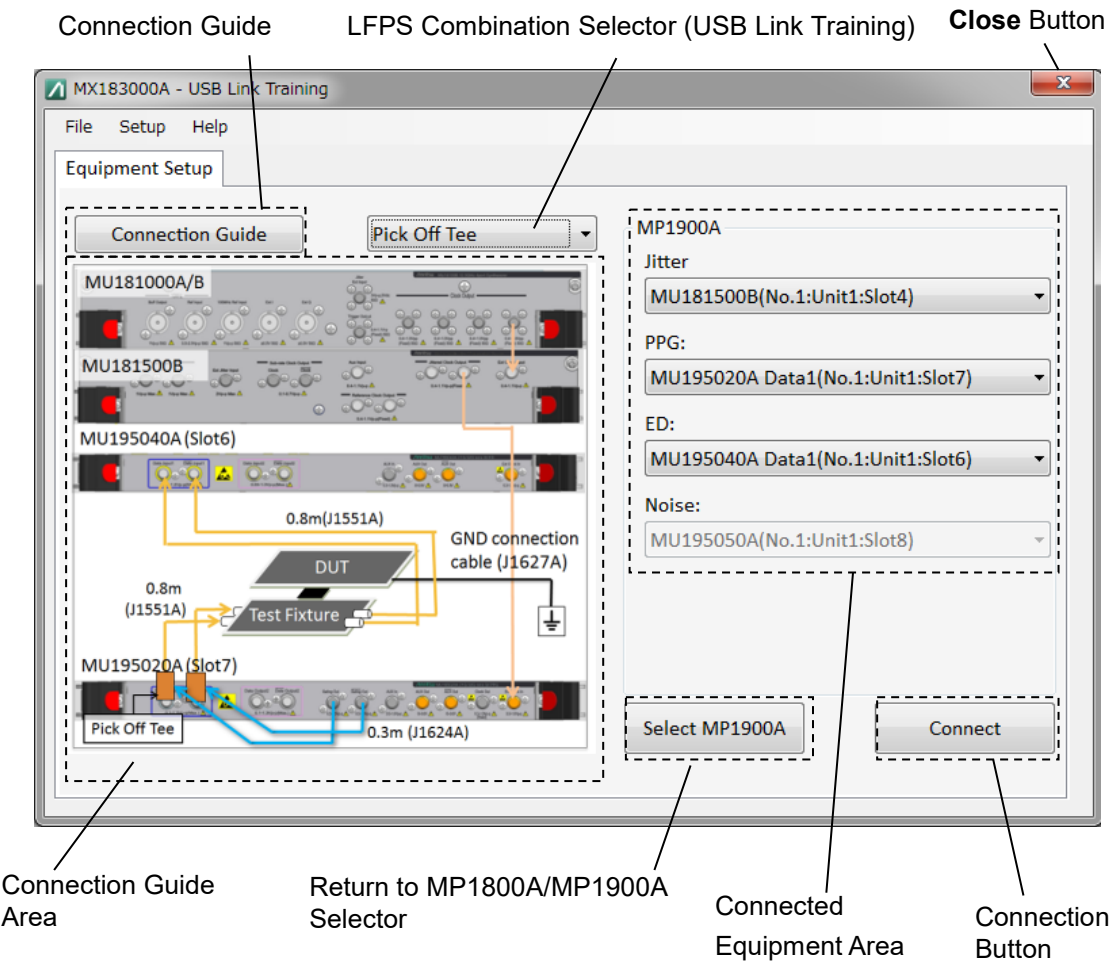 Connection Guide
LFPS Combination Selector (USB Link Training)
Close Button
MX183000A - USB Link Training
File Setup Help
Equipment Setup
Connection Guide
Pick Off Tee
MP1900A
Jitter
MU181500B(No.1:Unit1:Slot4)
PPG:
MU195020A Data1(No.1:Unit1:Slot7)
ED:
MU195040A Data1(No.1:Unit1:Slot6)
Noise:
MU195050A(No.1:Unit1:Slot8)
MU181000A/B
MU181500B
MU195040A (Slot6)
0.8m(J1551A)
GND connection
cable (J1627A)
DUT
0.8m
(J1551A)
Test Fixture
MU195020A (Slot7)
Pick Off Tee
0.3m (J1624A)
Select MP1900A
Connect
Connection Guide
Area
Return to MP1800A/MP1900A
Selector
Connected
Equipment Area
Connection
Button